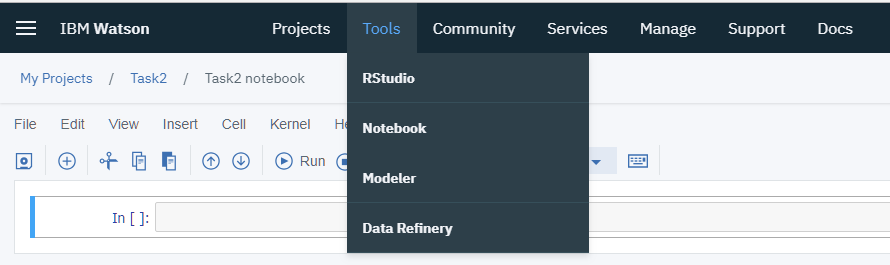 IBM Watson Projects Tools Community Services Manage Support Docs
RStudio
Notebook
Modeler
Data Refinery
My Projects / Task2 / Task2 notebook
File Edit View Insert Cell Kernel
Run
In [ ]: